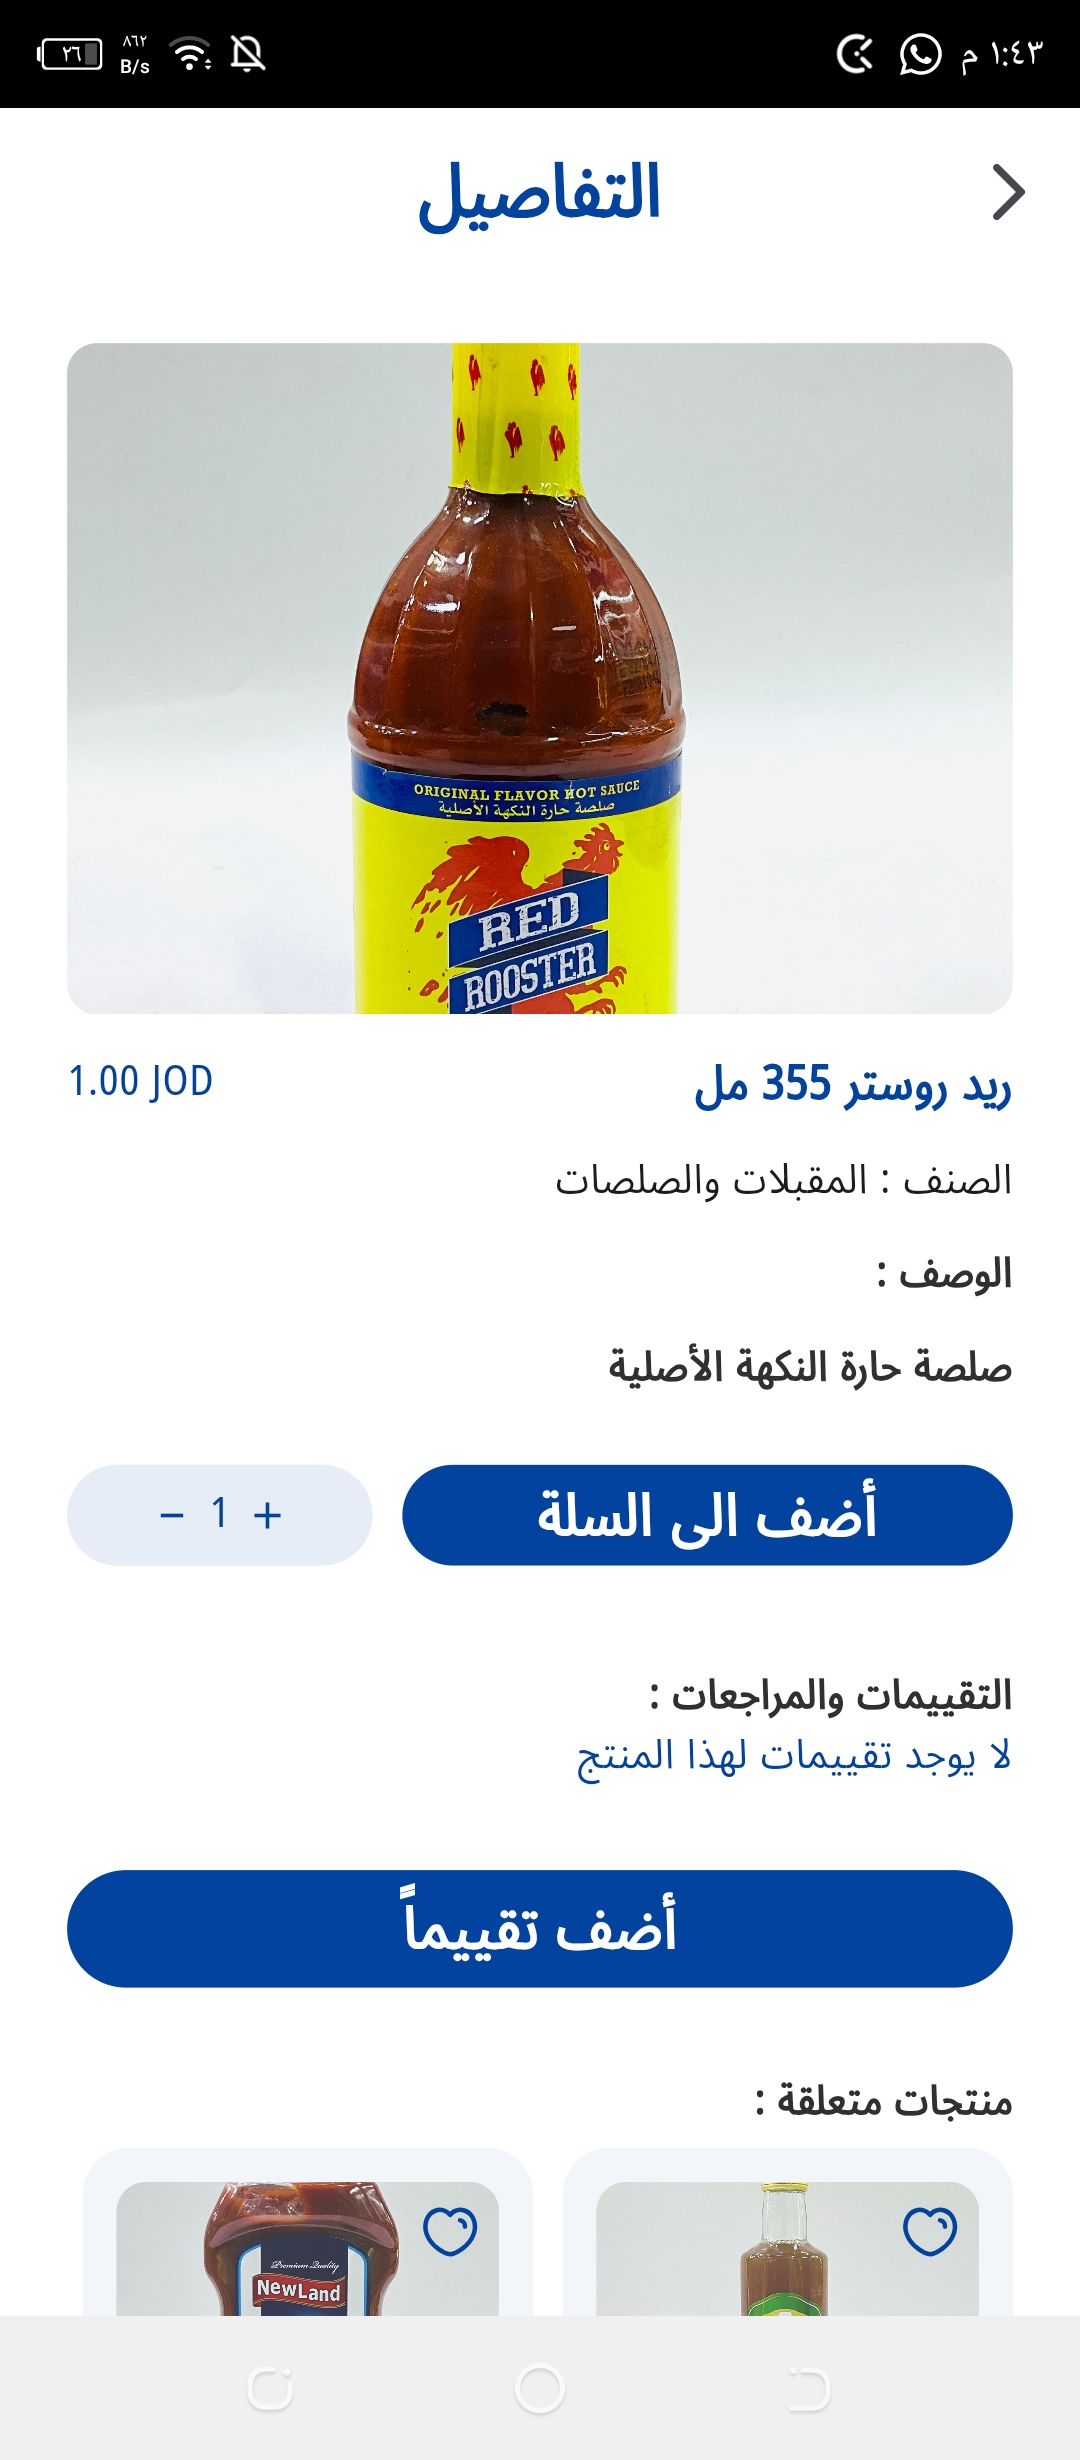 ١:٤٣ م
٨٦٢
B/s
٢٦
التفاصيل
ORIGINAL FLAVOR HOT SAUCE
صلصة حارة النكهة الأصلية
RED
ROOSTER
ريد روستر 355 مل
1.00 JOD
الصنف : المقبلات والصلصات
الوصف :
صلصة حارة النكهة الأصلية
أضف الى السلة
+ 1 −
التقييمات والمراجعات :
لا يوجد تقييمات لهذا المنتج
أضف تقييماً
منتجات متعلقة :
Premium Quality
NewLand